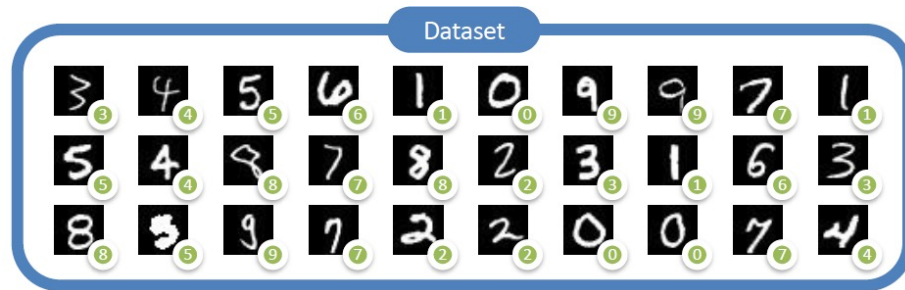 Dataset
3 3 4 4 5 5 6 6 1 1 0 0 9 9 9 9 7 7 1 1
5 5 4 4 8 8 7 7 8 8 2 2 3 3 1 1 6 6 3 3
8 8 5 5 9 9 7 7 2 2 2 2 0 0 0 0 7 7 4 4